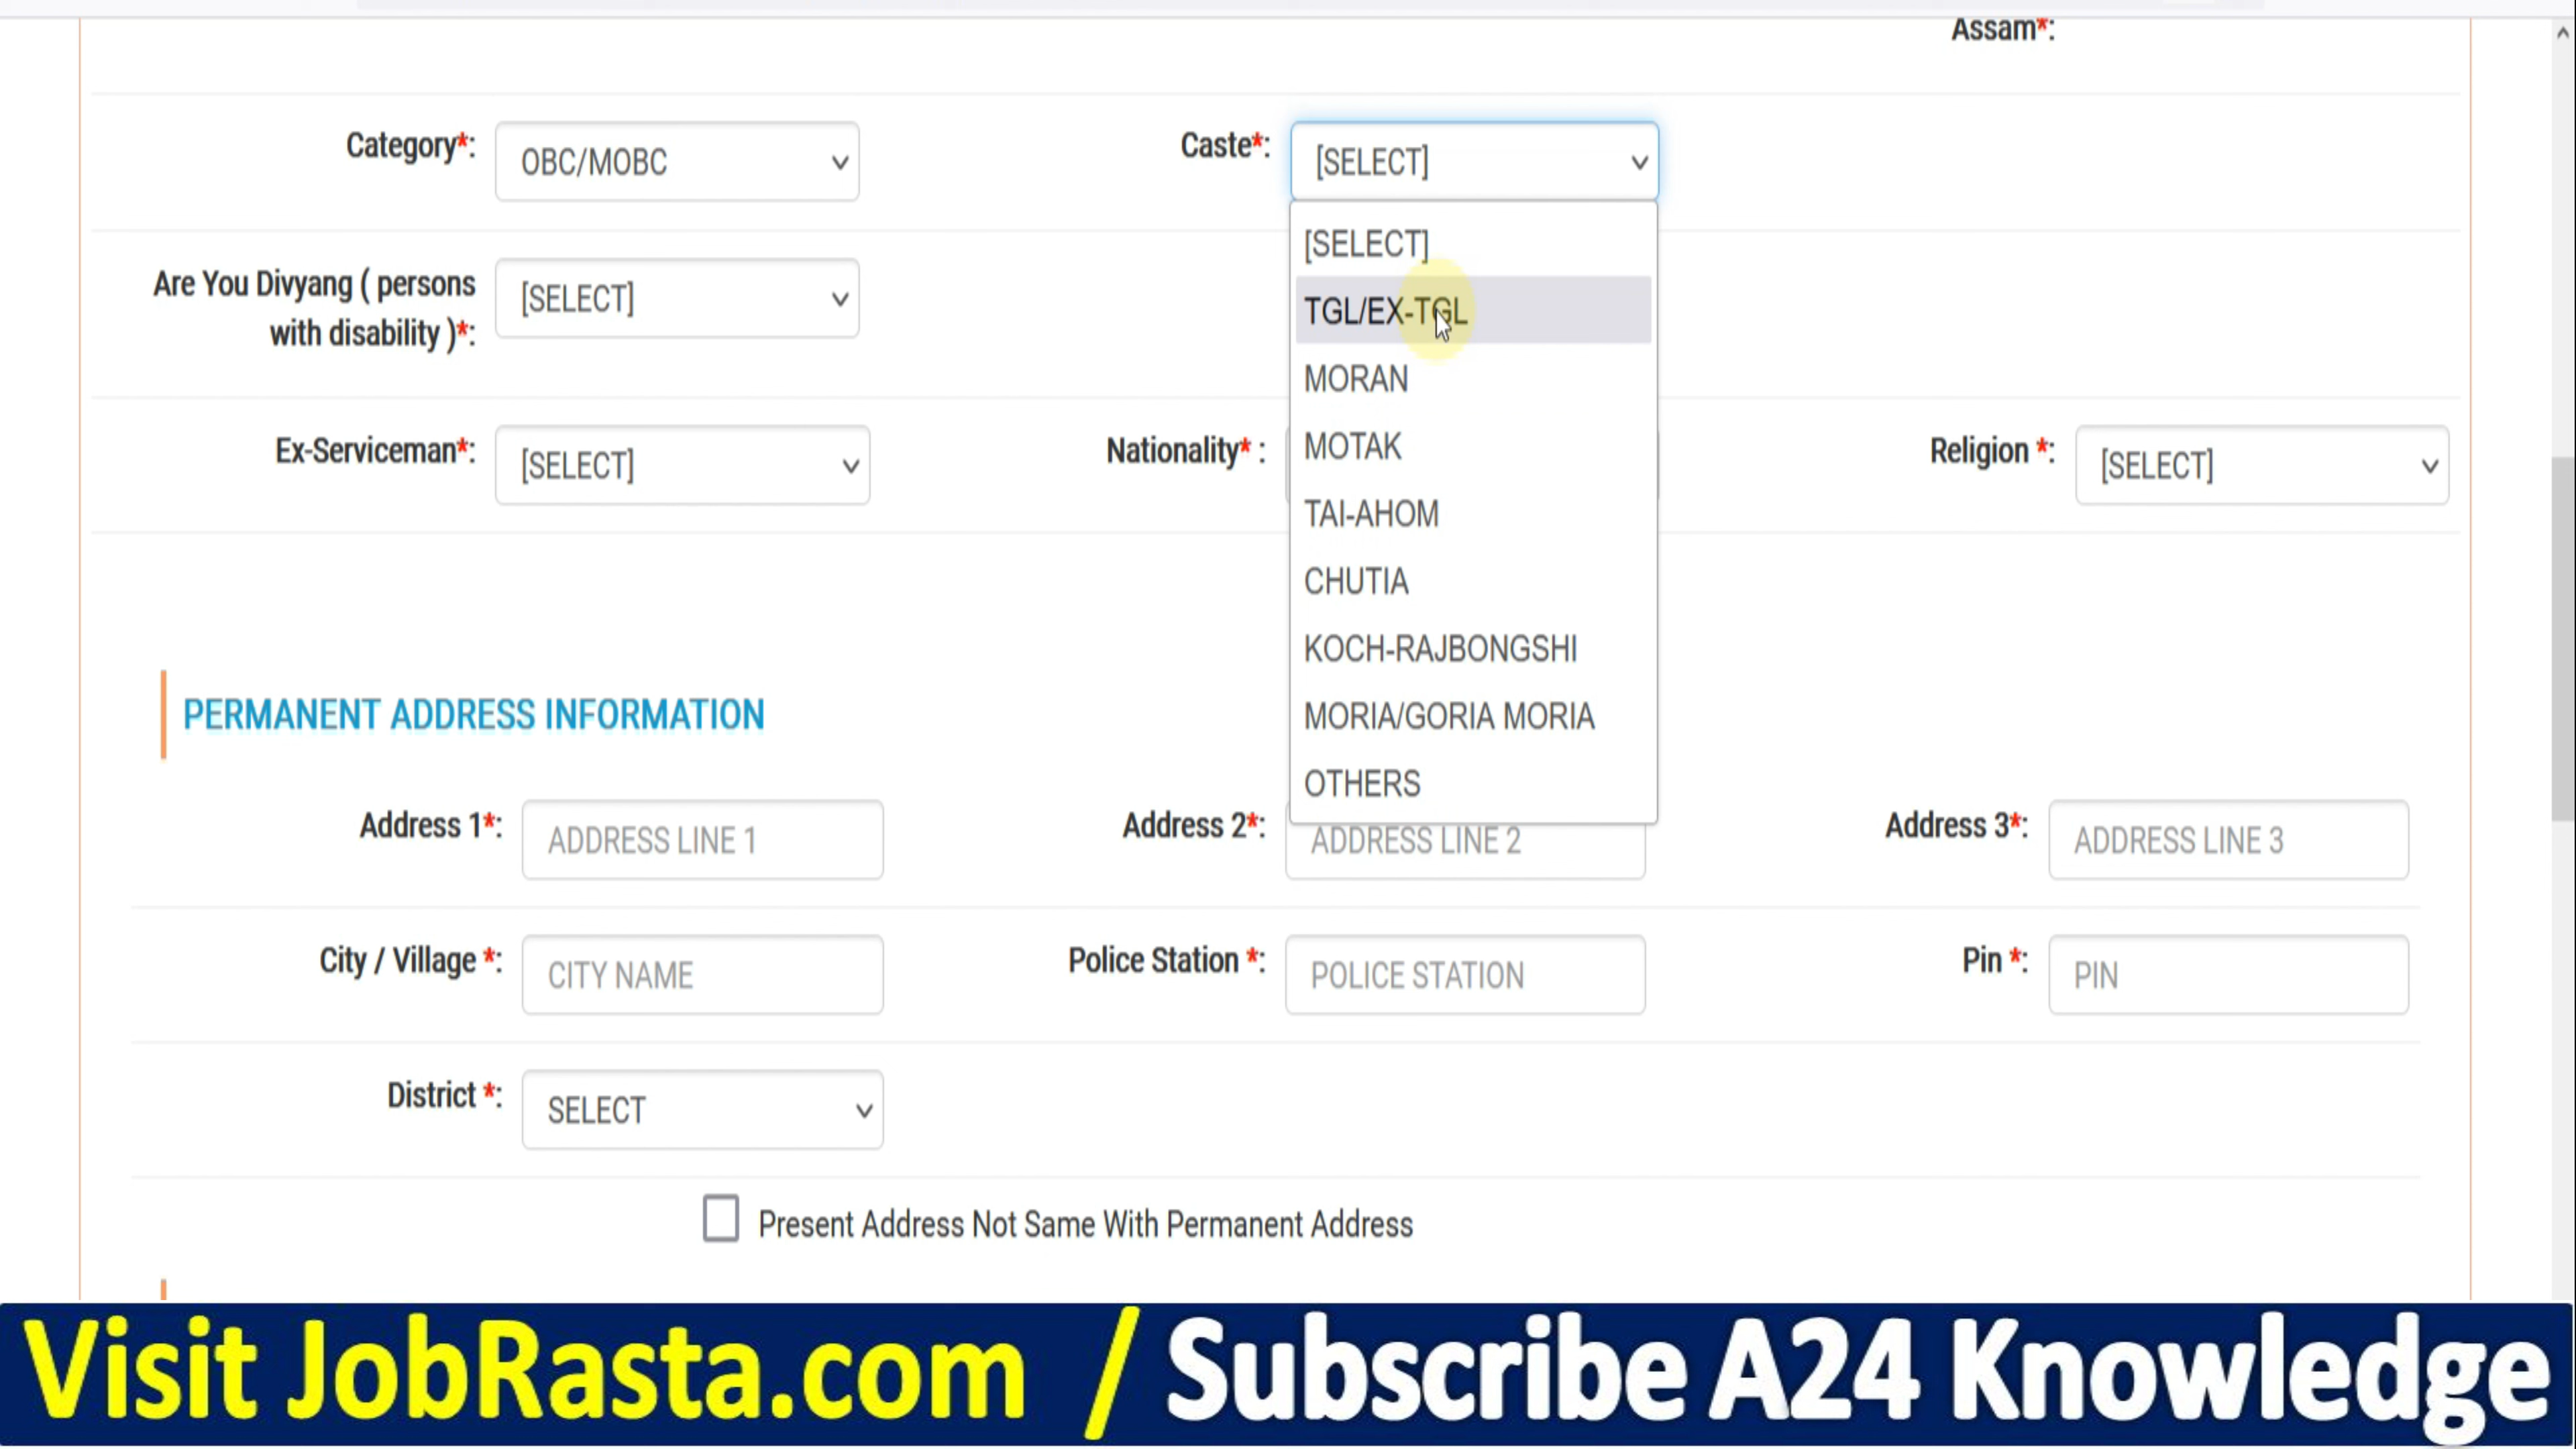 Assam*:
Category*: OBC/MOBC Caste*: [SELECT]
[SELECT]
Are You Divyang ( persons
with disability )*: [SELECT]
TGL/EX-TGL
MORAN
Ex-Serviceman*: [SELECT] Nationality* : MOTAK Religion *: [SELECT]
TAI-AHOM
CHUTIA
KOCH-RAJBONGSHI
PERMANENT ADDRESS INFORMATION MORIA/GORIA MORIA
OTHERS
Address 1*: ADDRESS LINE 1 Address 2*: ADDRESS LINE 2 Address 3*: ADDRESS LINE 3
City / Village *: CITY NAME Police Station *: POLICE STATION Pin *: PIN
District *: SELECT
Present Address Not Same With Permanent Address
Visit JobRasta.com / Subscribe A24 Knowledge